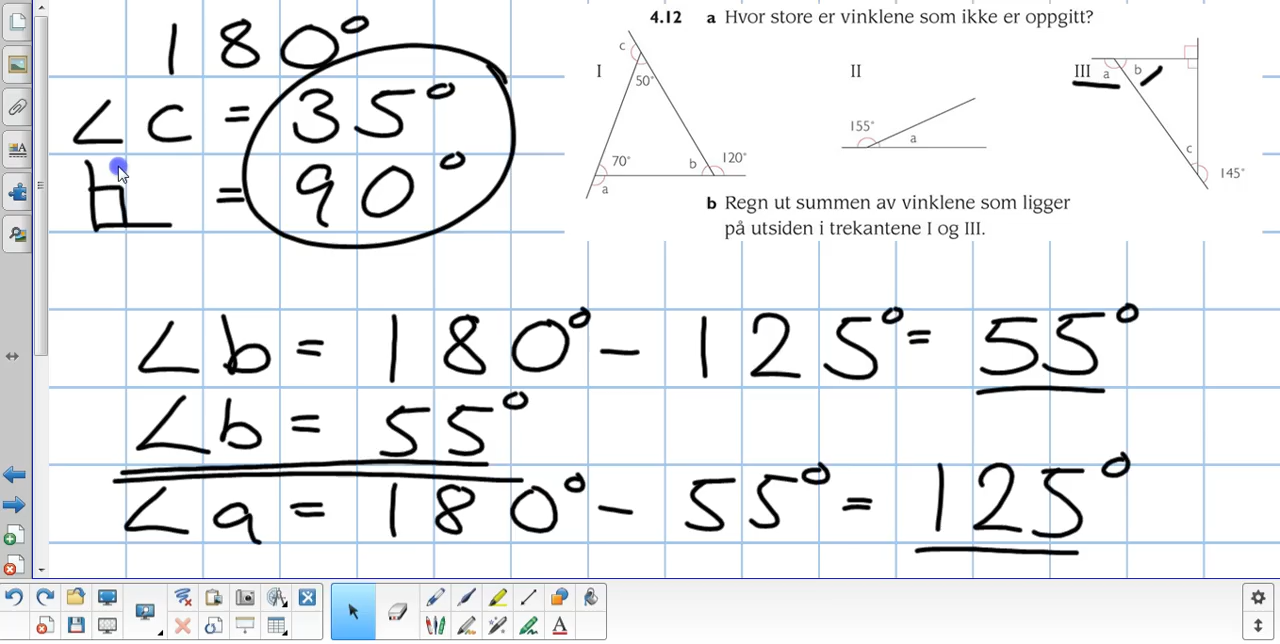 180°
∠c = 35°
= 90°
4.12 a Hvor store er vinklene som ikke er oppgitt?
I
c
50°
70°
a
b
120°
II
155°
a
III
a
b
c
145°
b Regn ut summen av vinklene som ligger
på utsiden i trekantene I og III.
∠b = 180° - 125° = 55°
∠b = 55°
∠a = 180° - 55° = 125°